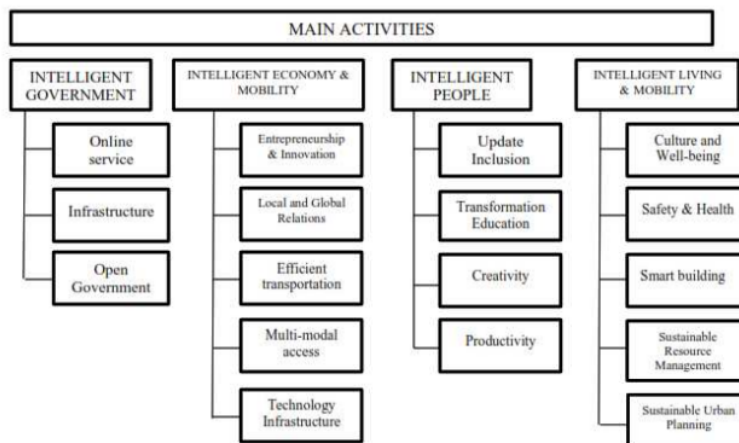 MAIN ACTIVITIES
INTELLIGENT
GOVERNMENT
Online
service
Infrastructure
Open
Government
INTELLIGENT ECONOMY &
MOBILITY
Entrepreneurship
& Innovation
Local and Global
Relations
Efficient
transportation
Multi-modal
access
Technology
Infrastructure
INTELLIGENT
PEOPLE
Update
Inclusion
Transformation
Education
Creativity
Productivity
INTELLIGENT LIVING
& MOBILITY
Culture and
Well-being
Safety & Health
Smart building
Sustainable
Resource
Management
Sustainable Urban
Planning